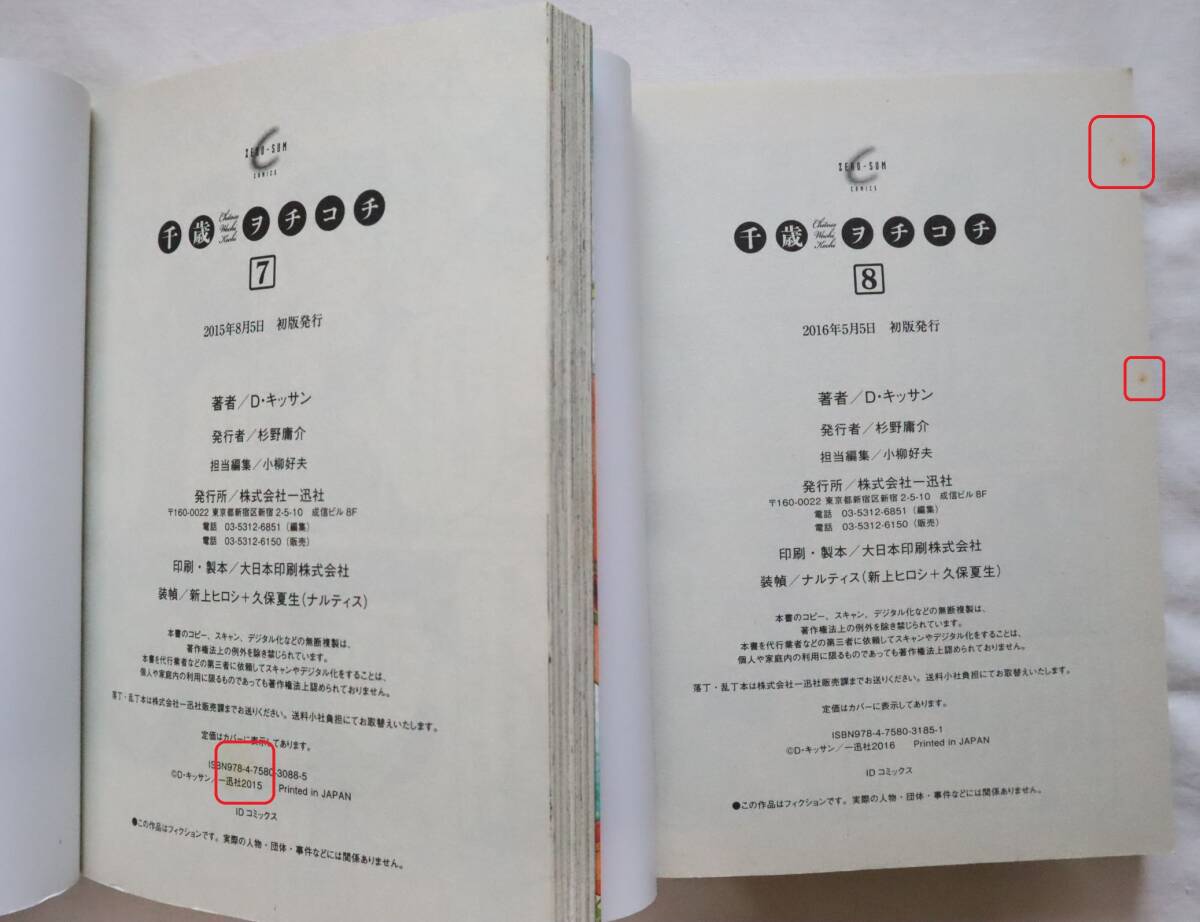 ZERO-SUM
COMICS
千歳
Chitose
Wochi
Kochi
ヲチコチ
7
2015年8月5日 初版発行
著者／D・キッサン
発行者／杉野庸介
担当編集／小柳好夫
発行所／株式会社一迅社
〒160-0022 東京都新宿区新宿 2-5-10 成信ビル 8F
電話 03-5312-6851（編集）
電話 03-5312-6150（販売）
印刷・製本／大日本印刷株式会社
装幀／新上ヒロシ＋久保夏生(ナルティス)
本書のコピー、スキャン、デジタル化などの無断複製は、
著作権法上の例外を除き禁じられています。
本書を代行業者などの第三者に依頼してスキャンやデジタル化をすることは、
個人や家庭内の利用に限るものであっても著作権法上認められておりません。
落丁・乱丁本は株式会社一迅社販売課までお送りください。送料小社負担にてお取替えいたします。
定価はカバーに表示してあります。
ISBN978-4-7580-3088-5
©D・キッサン／一迅社2015 Printed in JAPAN
IDコミックス
●この作品はフィクションです。実際の人物・団体・事件などには関係ありません。
ZERO-SUM
COMICS
千歳
Chitose
Wochi
Kochi
ヲチコチ
8
2016年5月5日 初版発行
著者／D・キッサン
発行者／杉野庸介
担当編集／小柳好夫
発行所／株式会社一迅社
〒160-0022 東京都新宿区新宿 2-5-10 成信ビル 8F
電話 03-5312-6851（編集）
電話 03-5312-6150（販売）
印刷・製本／大日本印刷株式会社
装幀／ナルティス(新上ヒロシ＋久保夏生)
本書のコピー、スキャン、デジタル化などの無断複製は、
著作権法上の例外を除き禁じられています。
本書を代行業者などの第三者に依頼してスキャンやデジタル化をすることは、
個人や家庭内の利用に限るものであっても著作権法上認められておりません。
落丁・乱丁本は株式会社一迅社販売課までお送りください。送料小社負担にてお取替えいたします。
定価はカバーに表示してあります。
ISBN978-4-7580-3185-1
©D・キッサン／一迅社2016 Printed in JAPAN
IDコミックス
●この作品はフィクションです。実際の人物・団体・事件などには関係ありません。